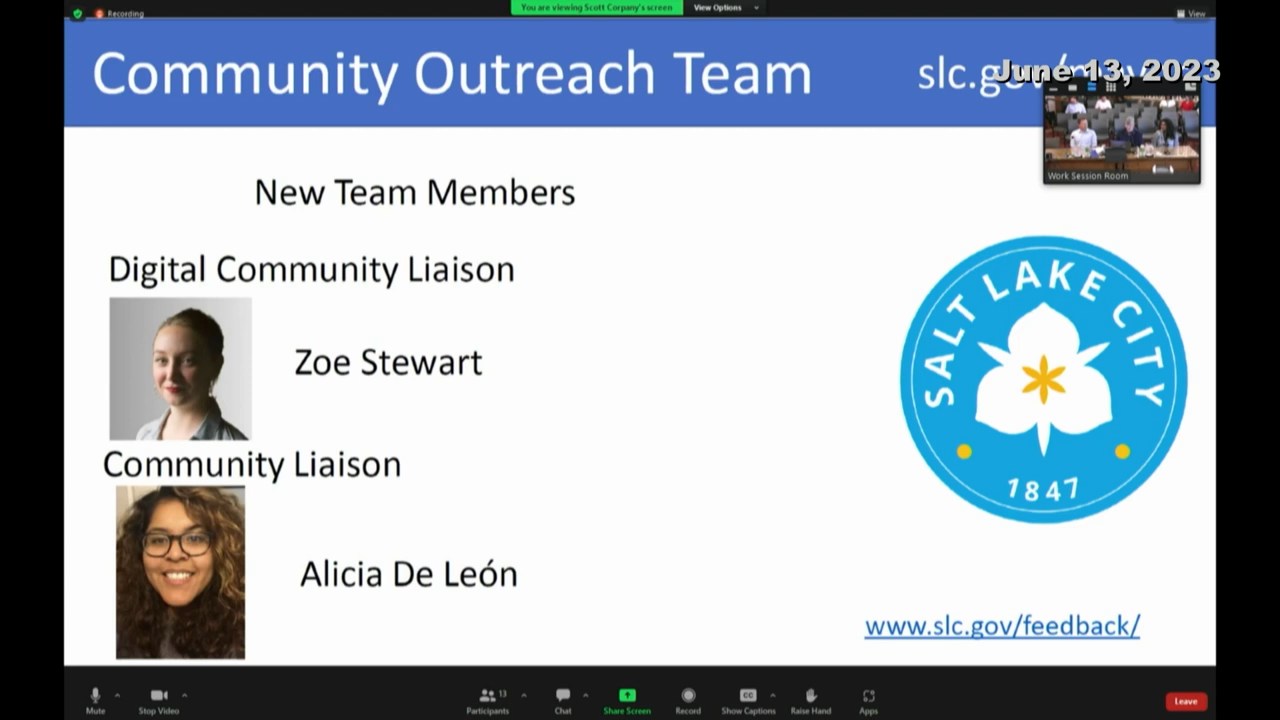 Recording
You are viewing Scott Corpany's screen
View Options
View
Community Outreach Team
June 13, 2023
Work Session Room
New Team Members
Digital Community Liaison
Zoe Stewart
Community Liaison
Alicia De León
SALT LAKE CITY
1847
www.slc.gov/feedback/
Mute
Stop Video
Participants
13
Chat
Share Screen
Record
CC
Show Captions
Raise Hand
Apps
Leave